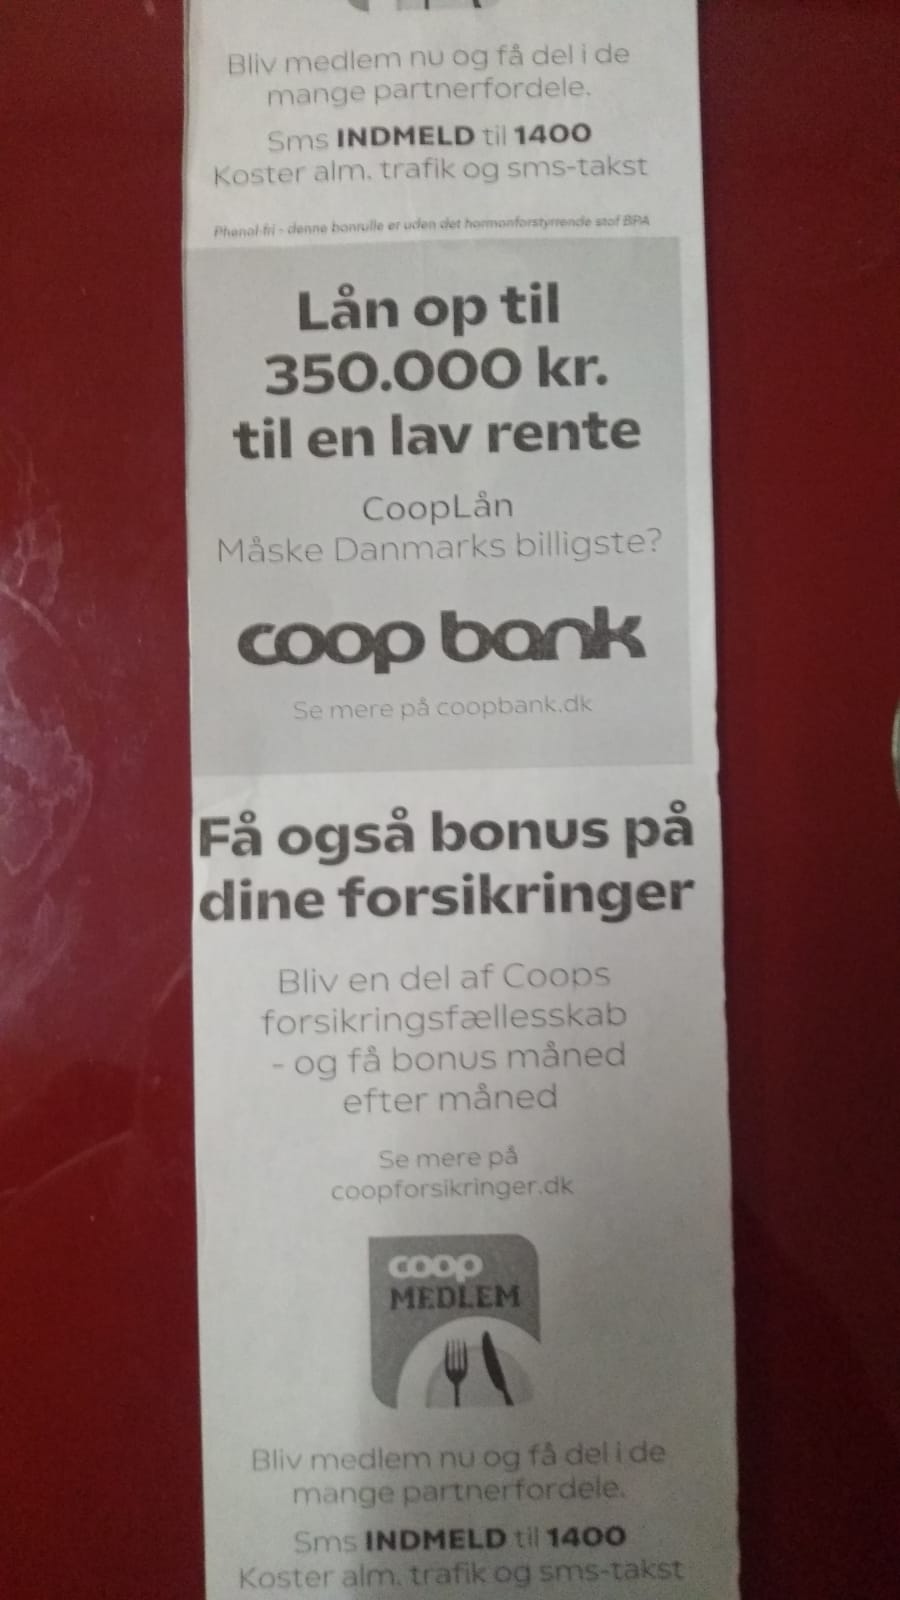 Bliv medlem nu og få del i de
mange partnerfordele.
Sms INDMELD til 1400
Koster alm. trafik og sms-takst
Phenol-fri - denne bonrulle er uden det hormonforstyrrende stof BPA
Lån op til
350.000 kr.
til en lav rente
CoopLån
Måske Danmarks billigste?
coop bank
Se mere på coopbank.dk
Få også bonus på
dine forsikringer
Bliv en del af Coops
forsikringsfællesskab
- og få bonus måned
efter måned
Se mere på
coopforsikringer.dk
coop
MEDLEM
Bliv medlem nu og få del i de
mange partnerfordele.
Sms INDMELD til 1400
Koster alm. trafik og sms-takst